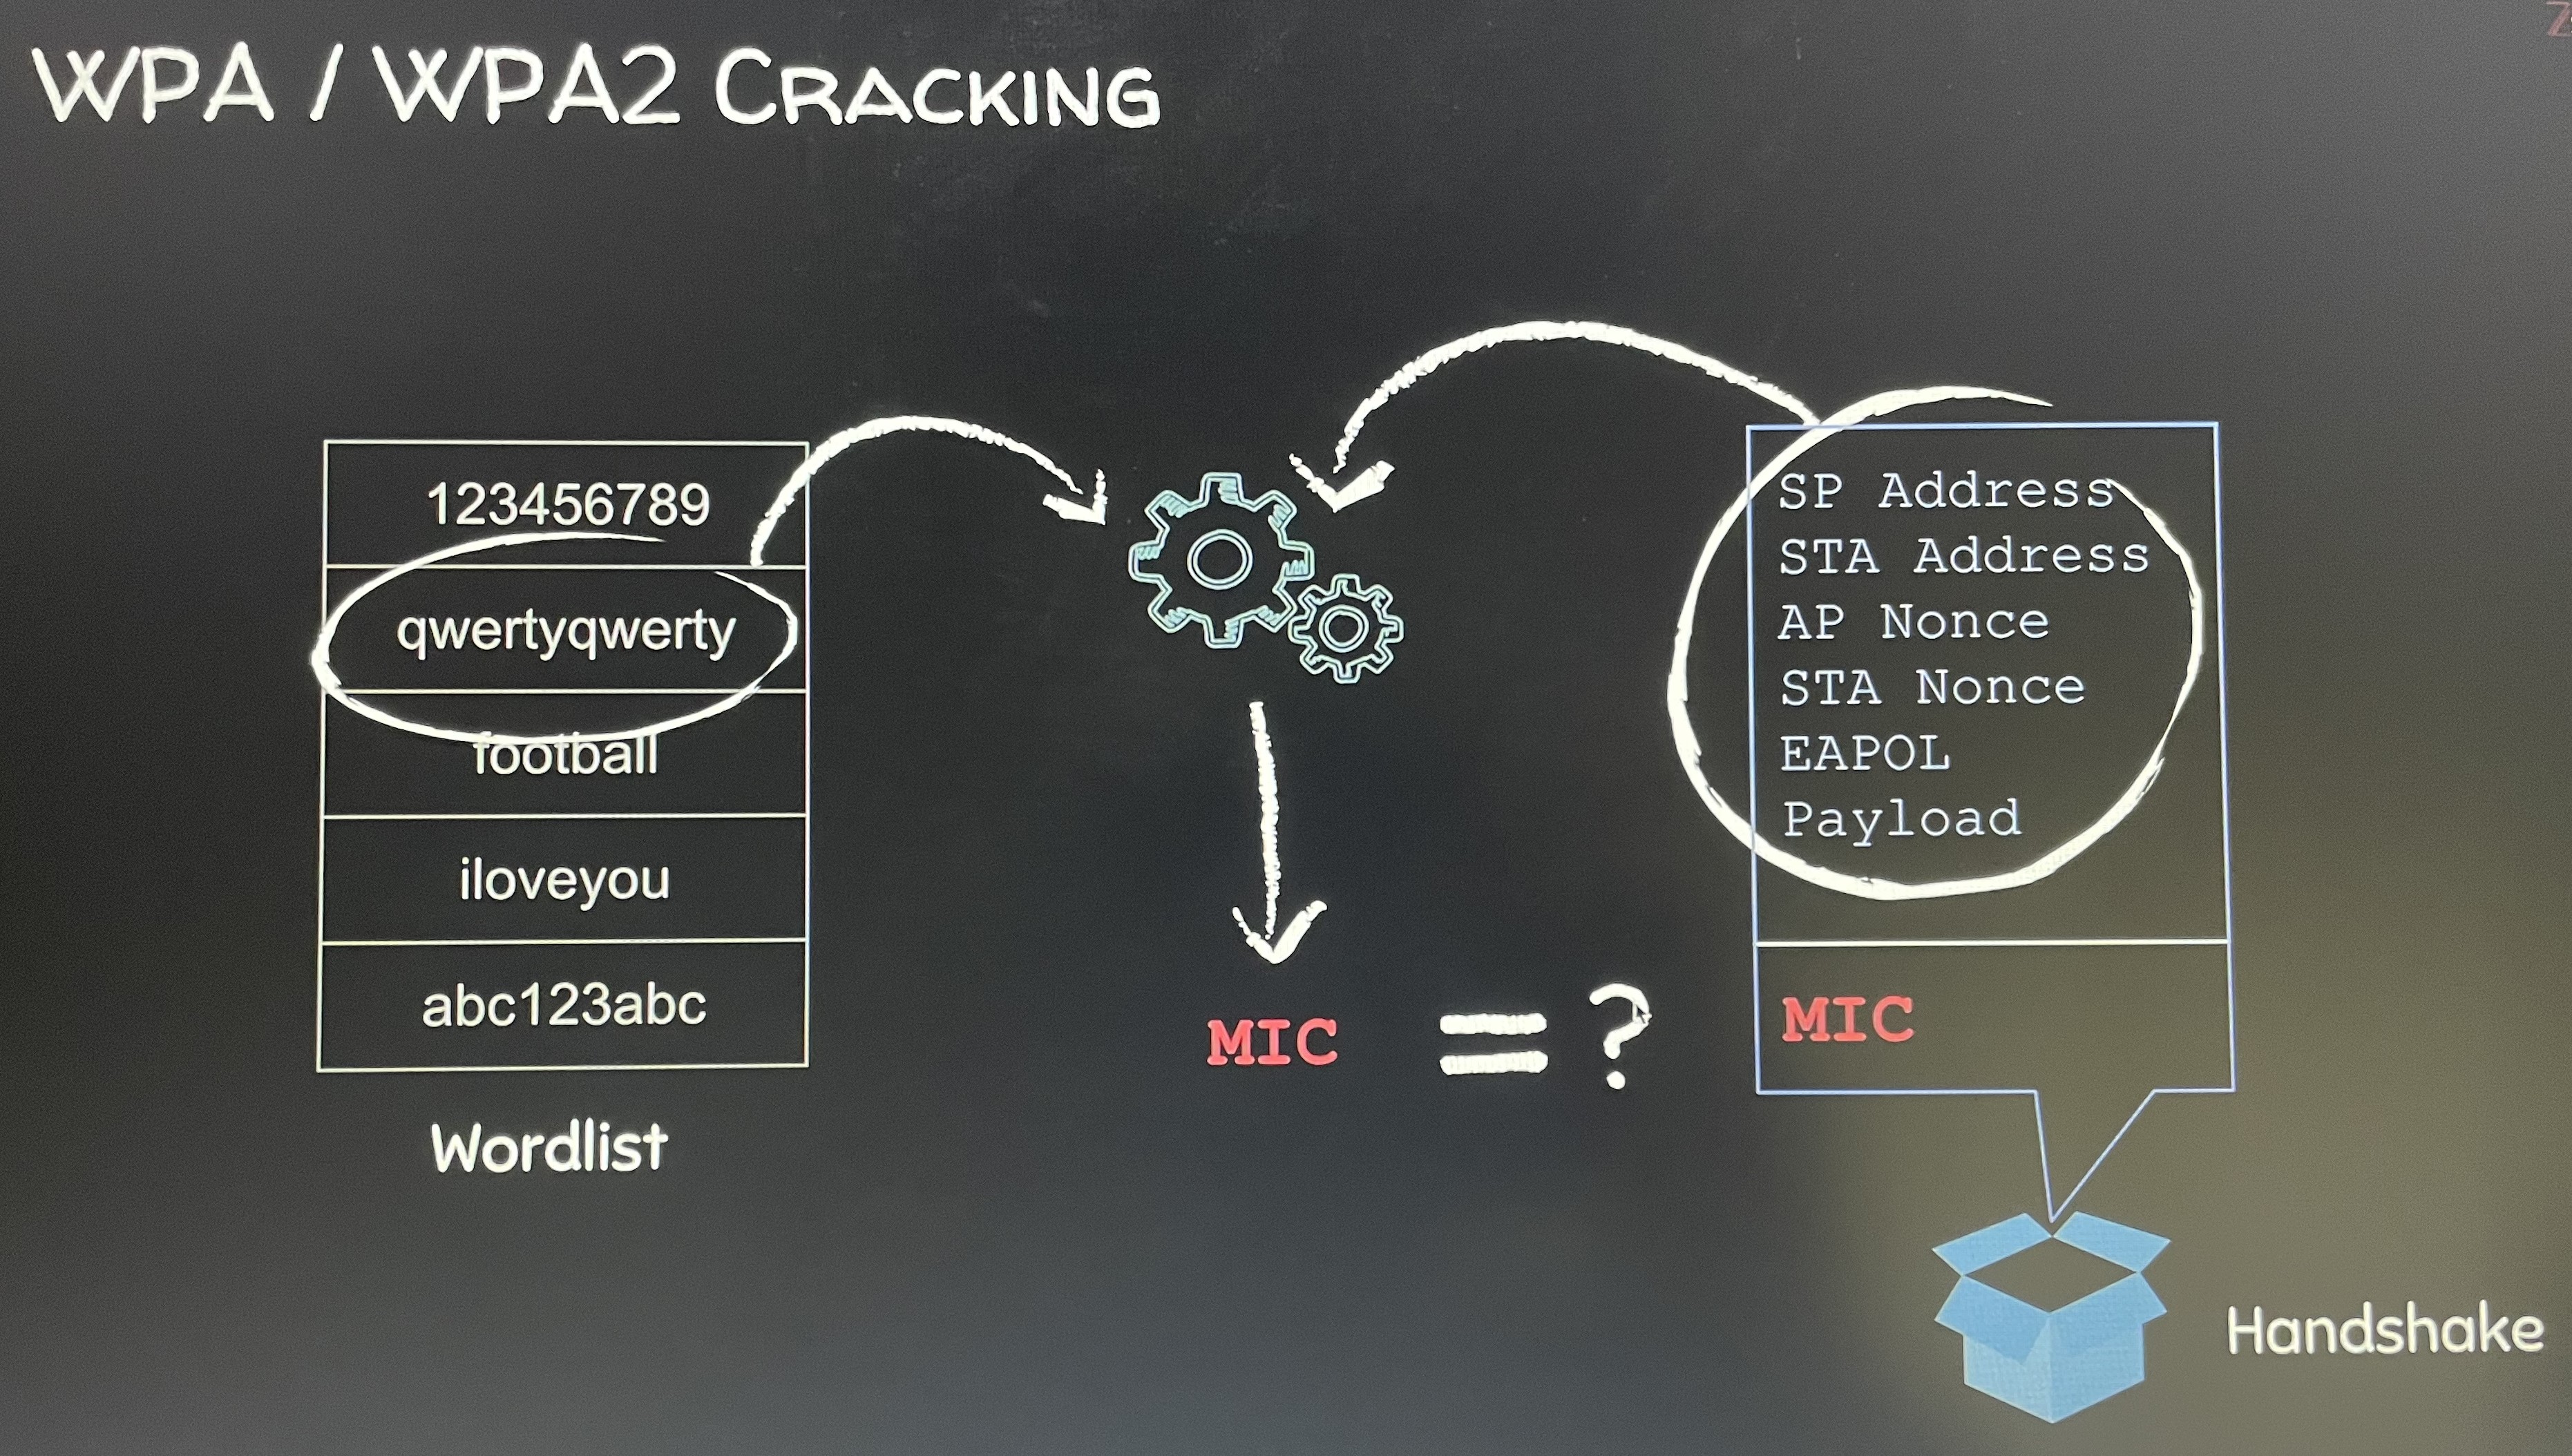 WPA / WPA2 CRACKING
123456789
qwertyqwerty
football
iloveyou
abc123abc
Wordlist
MIC
= ?
SP Address
STA Address
AP Nonce
STA Nonce
EAPOL
Payload
MIC
Handshake